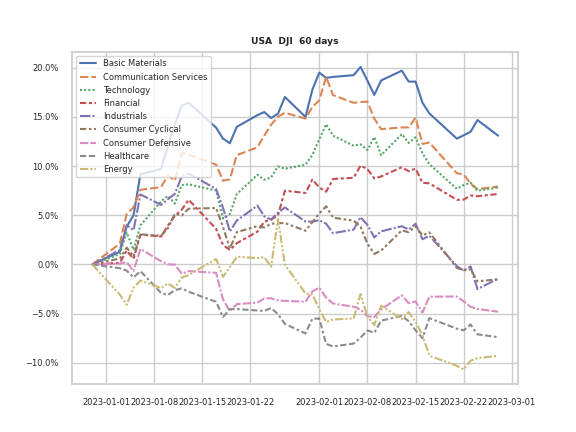 USA DJI 60 days
20.0%
15.0%
10.0%
5.0%
0.0%
−5.0%
−10.0%
Basic Materials
Communication Services
Technology
Financial
Industrials
Consumer Cyclical
Consumer Defensive
Healthcare
Energy
2023-01-01 2023-01-08 2023-01-15 2023-01-22 2023-02-01 2023-02-08 2023-02-15 2023-02-22 2023-03-01